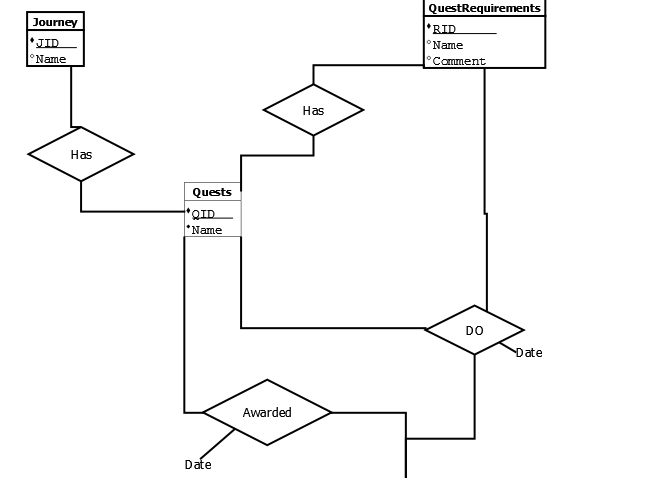 QuestRequirements
RID
Name
Comment
Journey
JID
Name
Has
Has
Quests
QID
Name
DO
Date
Awarded
Date